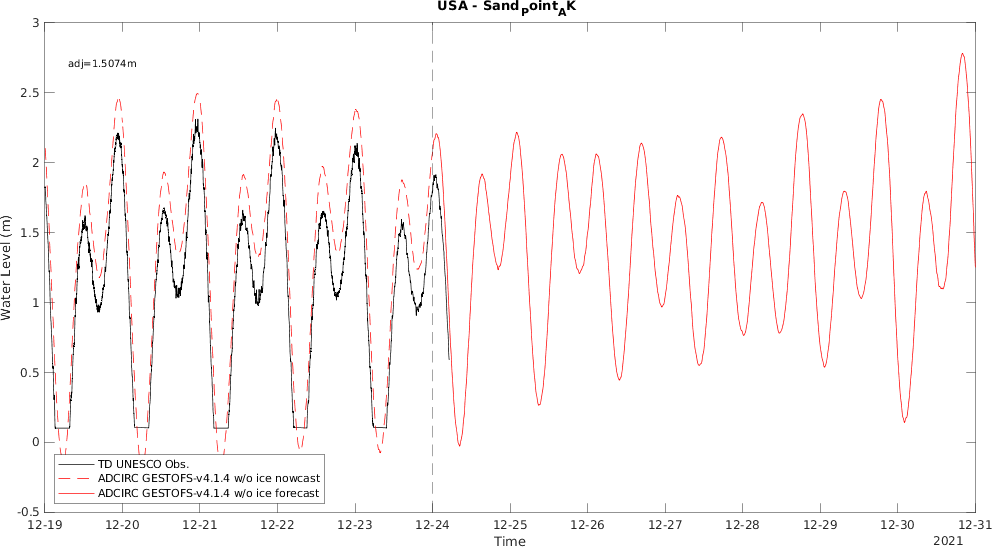 USA - SandPointAK
adj=1.5074m
3
2.5
2
1.5
1
0.5
0
-0.5
Water Level (m)
TD UNESCO Obs.
ADCIRC GESTOFS-v4.1.4 w/o ice nowcast
ADCIRC GESTOFS-v4.1.4 w/o ice forecast
12-19 12-20 12-21 12-22 12-23 12-24 12-25 12-26 12-27 12-28 12-29 12-30 12-31
Time
2021